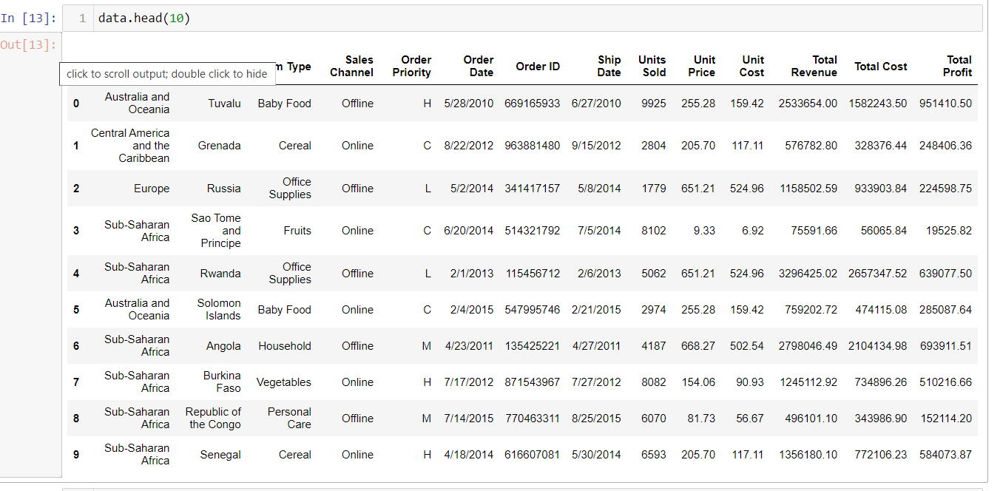 In [13]: 1 data.head(10)
Out[13]:
click to scroll output; double click to hide
m Type Sales Channel Order Priority Order Date Order ID Ship Date Units Sold Unit Price Unit Cost Total Revenue Total Cost Total Profit
0 Australia and Oceania Tuvalu Baby Food Offline H 5/28/2010 669165933 6/27/2010 9925 255.28 159.42 2533654.00 1582243.50 951410.50
1 Central America and the Caribbean Grenada Cereal Online C 8/22/2012 963881480 9/15/2012 2804 205.70 117.11 576782.80 328376.44 248406.36
2 Europe Russia Office Supplies Offline L 5/2/2014 341417157 5/8/2014 1779 651.21 524.96 1158502.59 933903.84 224598.75
3 Sub-Saharan Africa Sao Tome and Principe Fruits Online C 6/20/2014 514321792 7/5/2014 8102 9.33 6.92 75591.66 56065.84 19525.82
4 Sub-Saharan Africa Rwanda Office Supplies Offline L 2/1/2013 115456712 2/6/2013 5062 651.21 524.96 3296425.02 2657347.52 639077.50
5 Australia and Oceania Solomon Islands Baby Food Online C 2/4/2015 547995746 2/21/2015 2974 255.28 159.42 759202.72 474115.08 285087.64
6 Sub-Saharan Africa Angola Household Offline M 4/23/2011 135425221 4/27/2011 4187 668.27 502.54 2798046.49 2104134.98 693911.51
7 Sub-Saharan Africa Burkina Faso Vegetables Online H 7/17/2012 871543967 7/27/2012 8082 154.06 90.93 1245112.92 734896.26 510216.66
8 Sub-Saharan Africa Republic of the Congo Personal Care Offline M 7/14/2015 770463311 8/25/2015 6070 81.73 56.67 496101.10 343986.90 152114.20
9 Sub-Saharan Africa Senegal Cereal Online H 4/18/2014 616607081 5/30/2014 6593 205.70 117.11 1356180.10 772106.23 584073.87